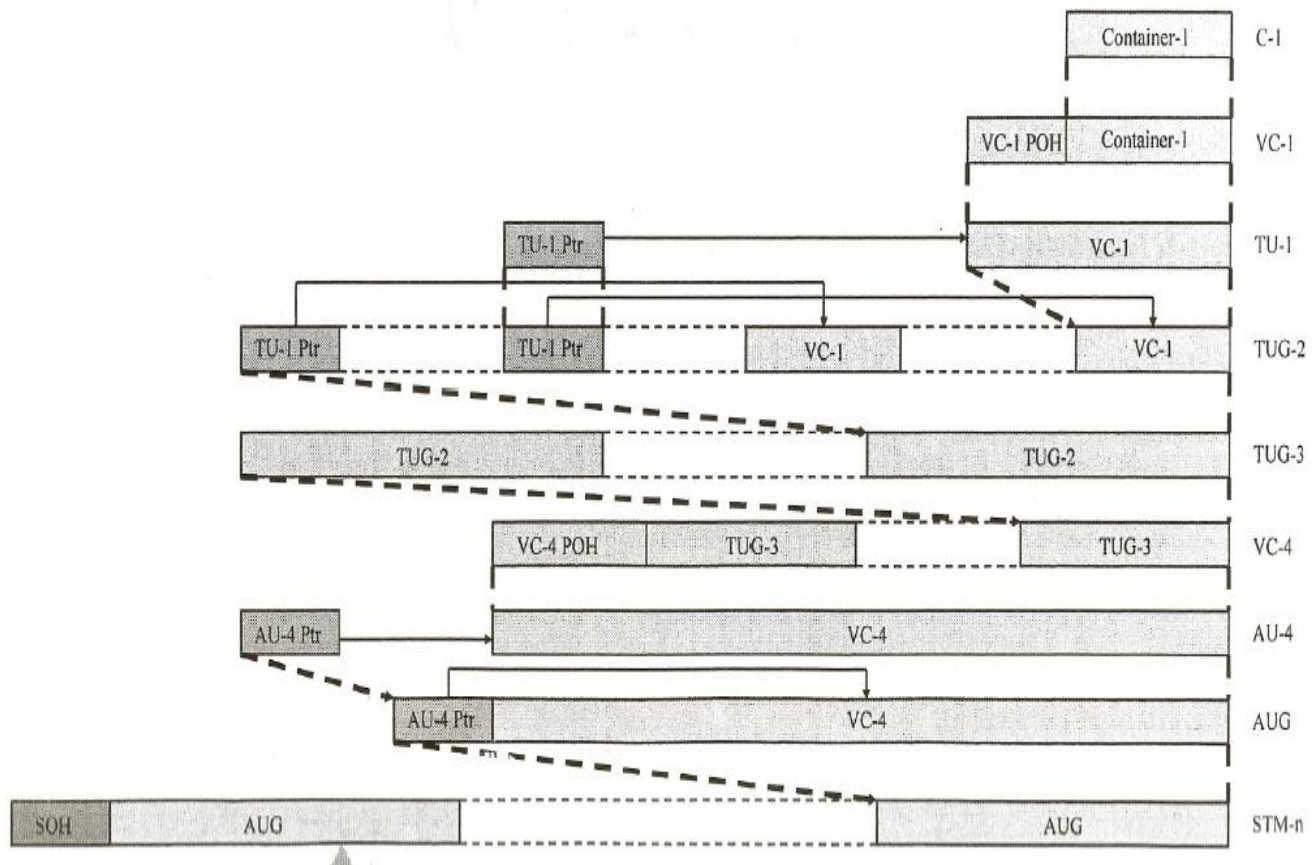 Container-1 C-1
VC-1 POH Container-1 VC-1
TU-1 Ptr VC-1 TU-1
TU-1 Ptr TU-1 Ptr VC-1 VC-1 TUG-2
TUG-2 TUG-2 TUG-3
VC-4 POH TUG-3 TUG-3 VC-4
AU-4 Ptr VC-4 AU-4
AU-4 Ptr VC-4 AUG
SOH AUG AUG STM-n